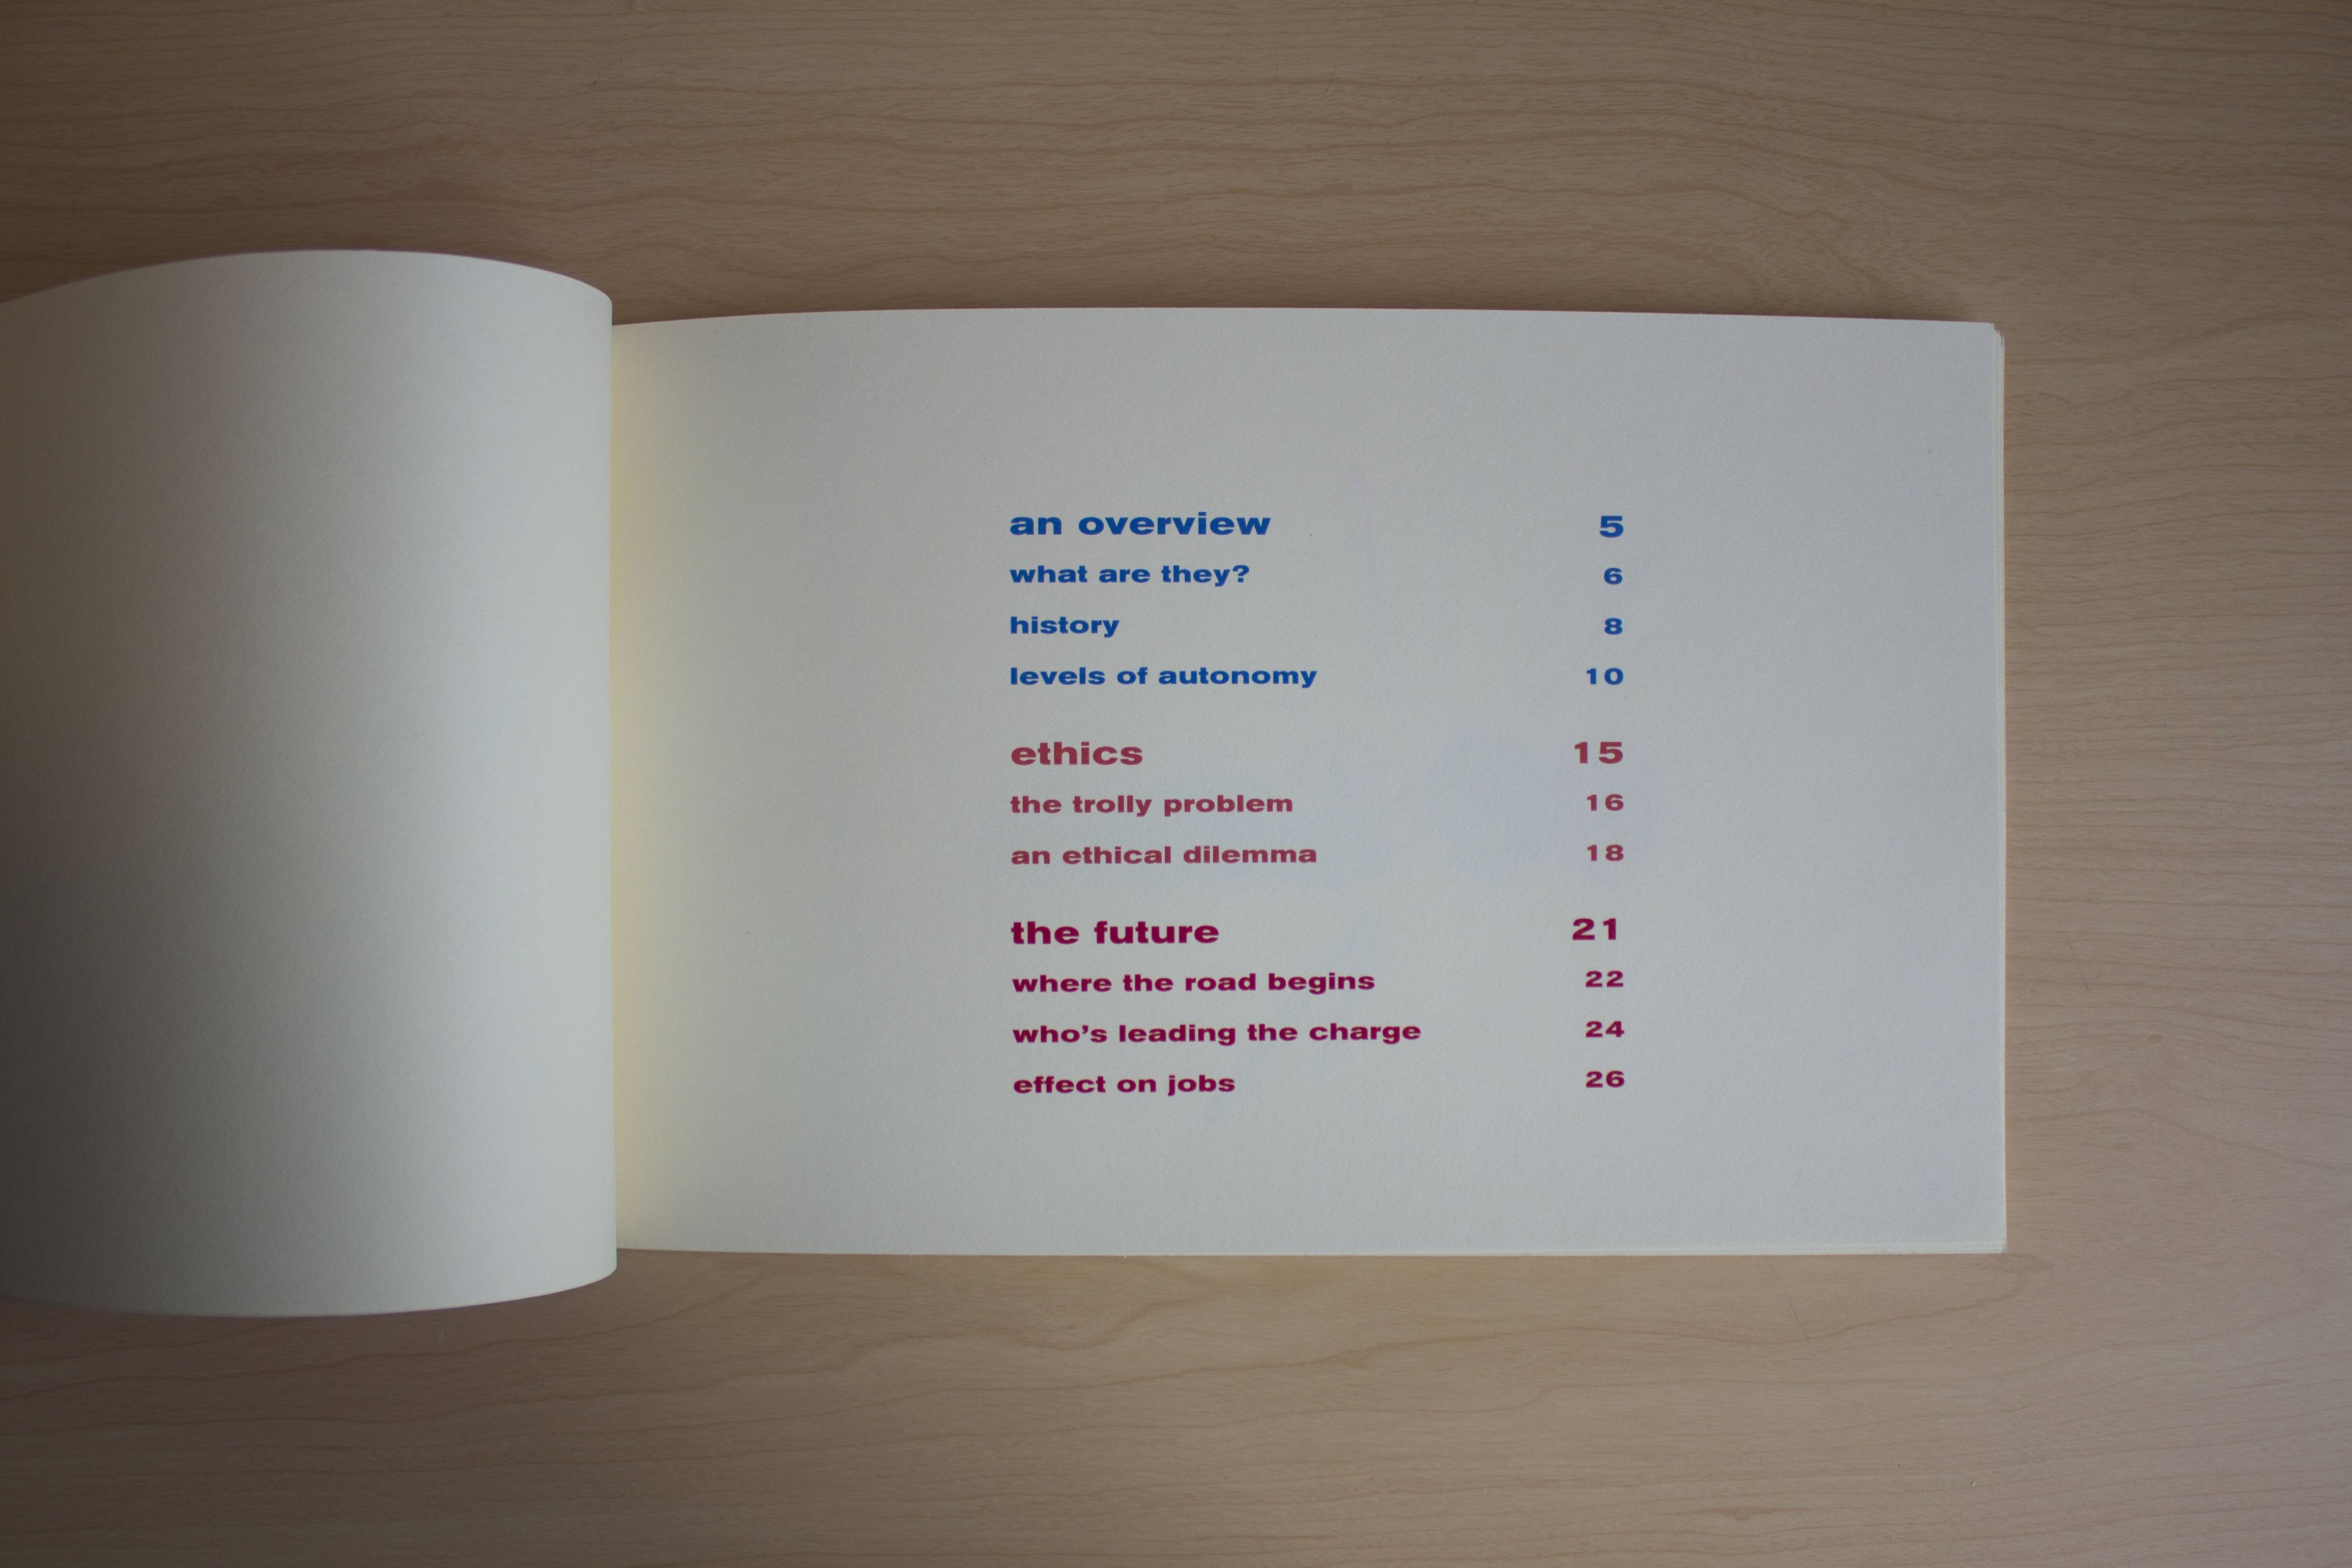 an overview 5
what are they? 6
history 8
levels of autonomy 10
ethics 15
the trolly problem 16
an ethical dilemma 18
the future 21
where the road begins 22
who’s leading the charge 24
effect on jobs 26